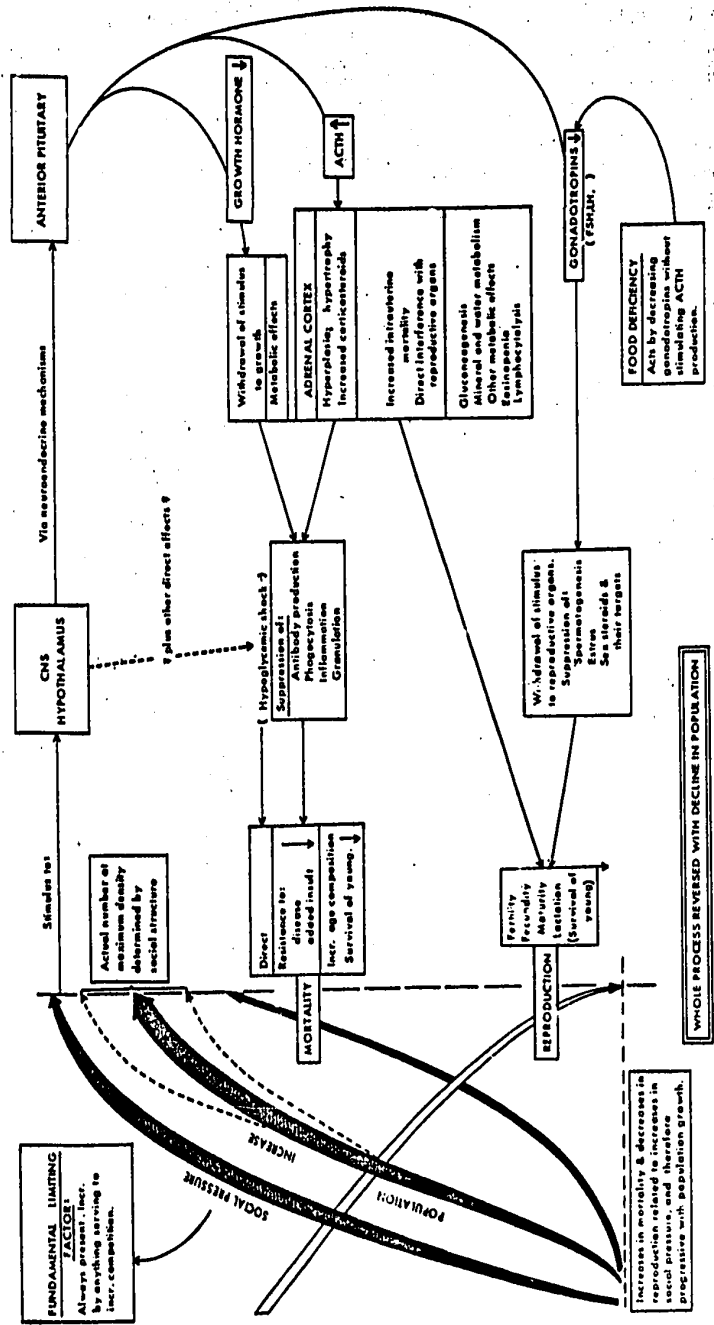 FUNDAMENTAL LIMITING
FACTOR:
Always present. Incr.
by anything serving to
incr. competition.
SOCIAL PRESSURE
INCREASE
POPULATION
Increases in mortality & decreases in
reproduction related to increases in
social pressure, and therefore
progressive with population growth.
Stimulus to:
Actual number at
maximum density
determined by
social structure
MORTALITY
Direct
Resistance to:
disease
added insult
Incr. age composition
Survival of young.
REPRODUCTION
Fertility
Fecundity
Maturity
Lactation
(Survival of
young)
CNS
HYPOTHALAMUS
? plus other direct effects ?
( Hypoglycemic shock ?)
Suppression of:
Antibody production
Phagocytosis
Inflammation
Granulation
Withdrawal of stimulus
to reproductive organs.
Suppression of:
Spermatogenesis
Estrus
Sex steroids &
their targets
Via neuroendocrine mechanisms
ANTERIOR PITUITARY
GROWTH HORMONE ↓
Withdrawal of stimulus
to growth
Metabolic effects
ACTH ↑
ADRENAL CORTEX
Hyperplasia; hypertrophy
Increased corticosteroids
Increased intrauterine
mortality
Direct interference with
reproductive organs
Gluconeogenesis
Mineral and water metabolism
Other metabolic effects
Eosinopenia
Lymphocytolysis
GONADOTROPINS ↓
( FSH,LH, )
FOOD DEFICIENCY
Acts by decreasing
gonadotropins without
stimulating ACTH
production.
WHOLE PROCESS REVERSED WITH DECLINE IN POPULATION